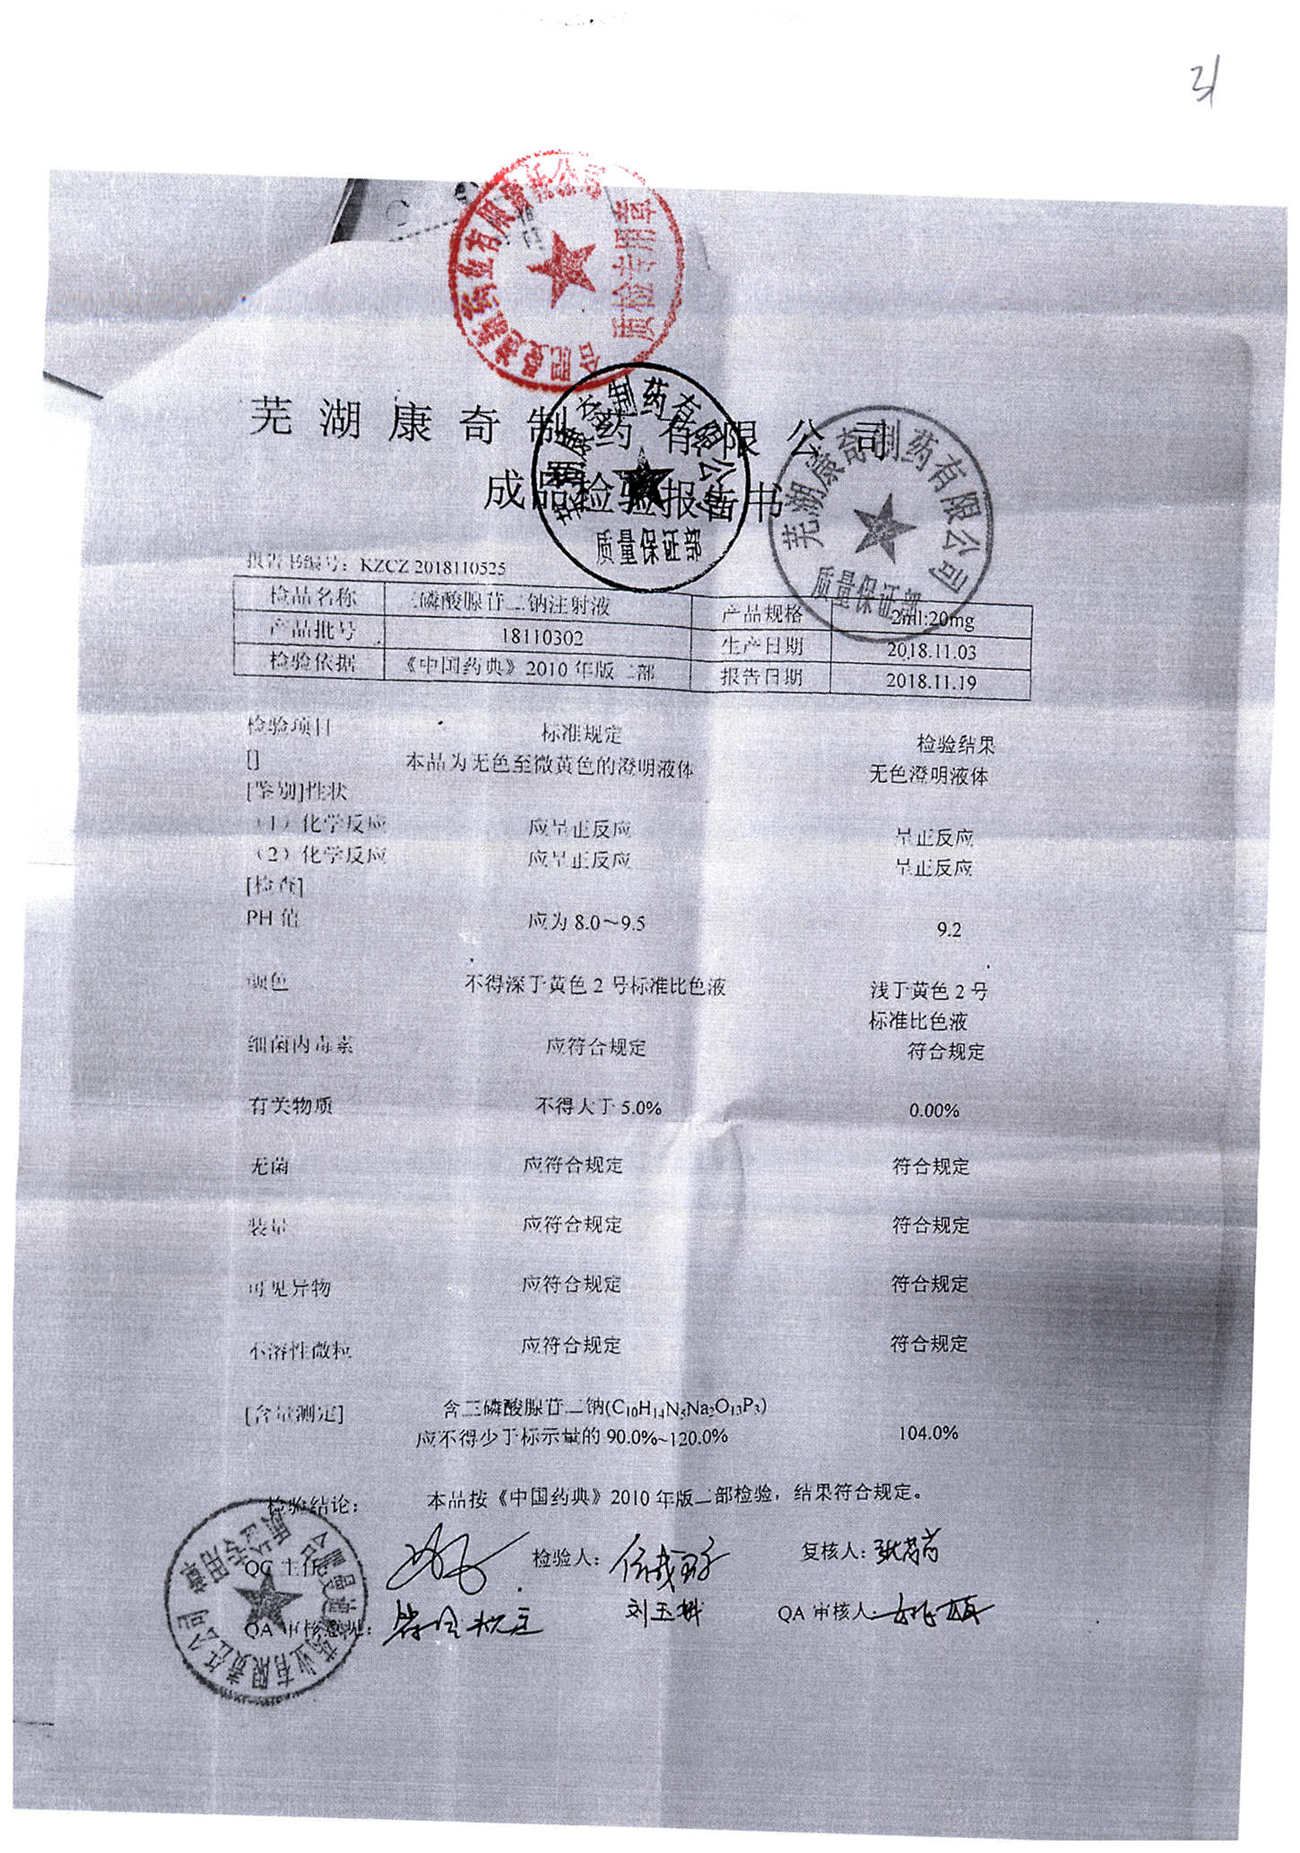 31
芜湖康奇制药有限公司
成品检验报告书
质检专用章
芜湖康奇制药有限公司
质量保证部
芜湖康奇制药有限公司
质量保证部
报告书编号：KZCZ 2018110525
检品名称 三磷酸腺苷二钠注射液 产品规格 2ml:20mg
产品批号 18110302 生产日期 2018.11.03
检验依据 《中国药典》2010 年版二部 报告日期 2018.11.19
检验项目 标准规定 检验结果
[] 本品为无色至微黄色的澄明液体 无色澄明液体
[鉴别]性状
（1）化学反应 应呈正反应 呈正反应
（2）化学反应 应呈正反应 呈正反应
[检查]
PH 值 应为 8.0～9.5 9.2
颜色 不得深于黄色 2 号标准比色液 浅于黄色 2 号
标准比色液
细菌内毒素 应符合规定 符合规定
有关物质 不得大于 5.0% 0.00%
无菌 应符合规定 符合规定
装量 应符合规定 符合规定
可见异物 应符合规定 符合规定
不溶性微粒 应符合规定 符合规定
[含量测定] 含三磷酸腺苷二钠(C₁₀H₁₄N₅Na₂O₁₃P₃)
应不得少于标示量的 90.0%~120.0% 104.0%
检验结论： 本品按《中国药典》2010 年版二部检验，结果符合规定。
QC 主任 检验人： 复核人：
刘玉
QA 审核意见： QA 审核人